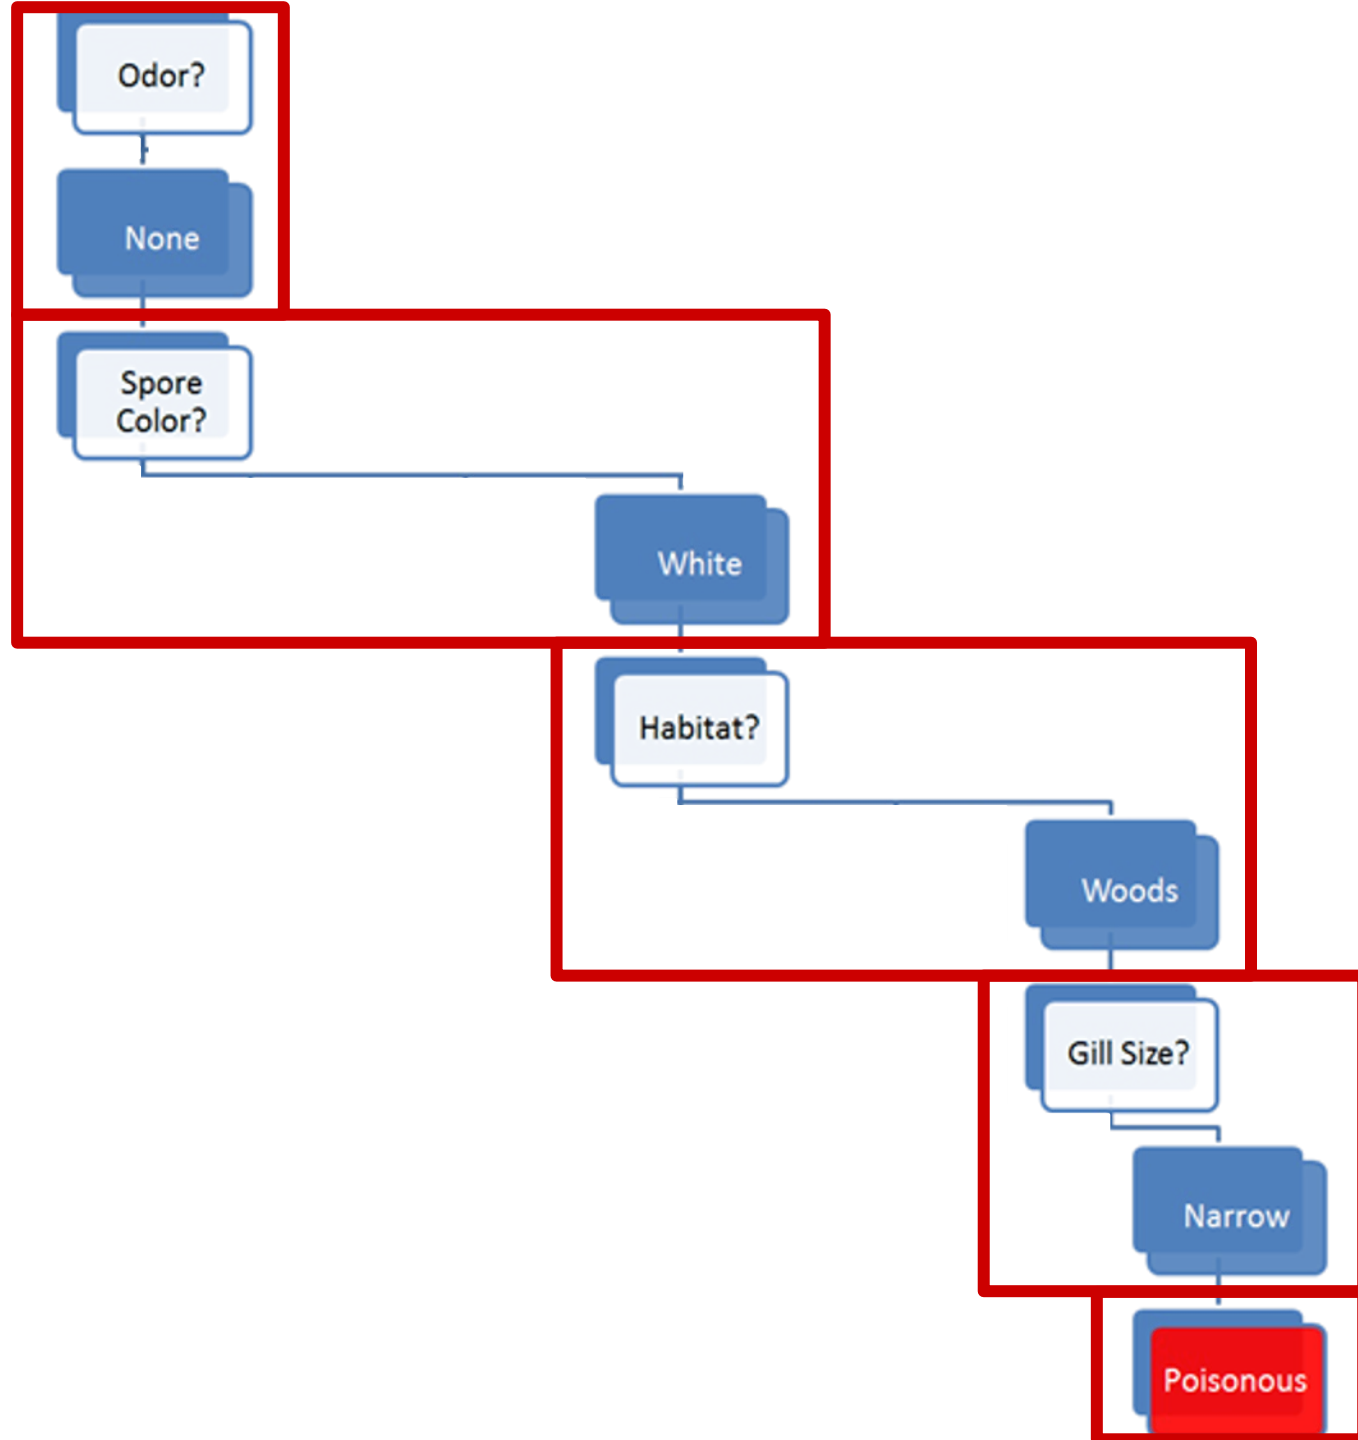 Odor?
None
Spore
Color?
White
Habitat?
Woods
Gill Size?
Narrow
Poisonous